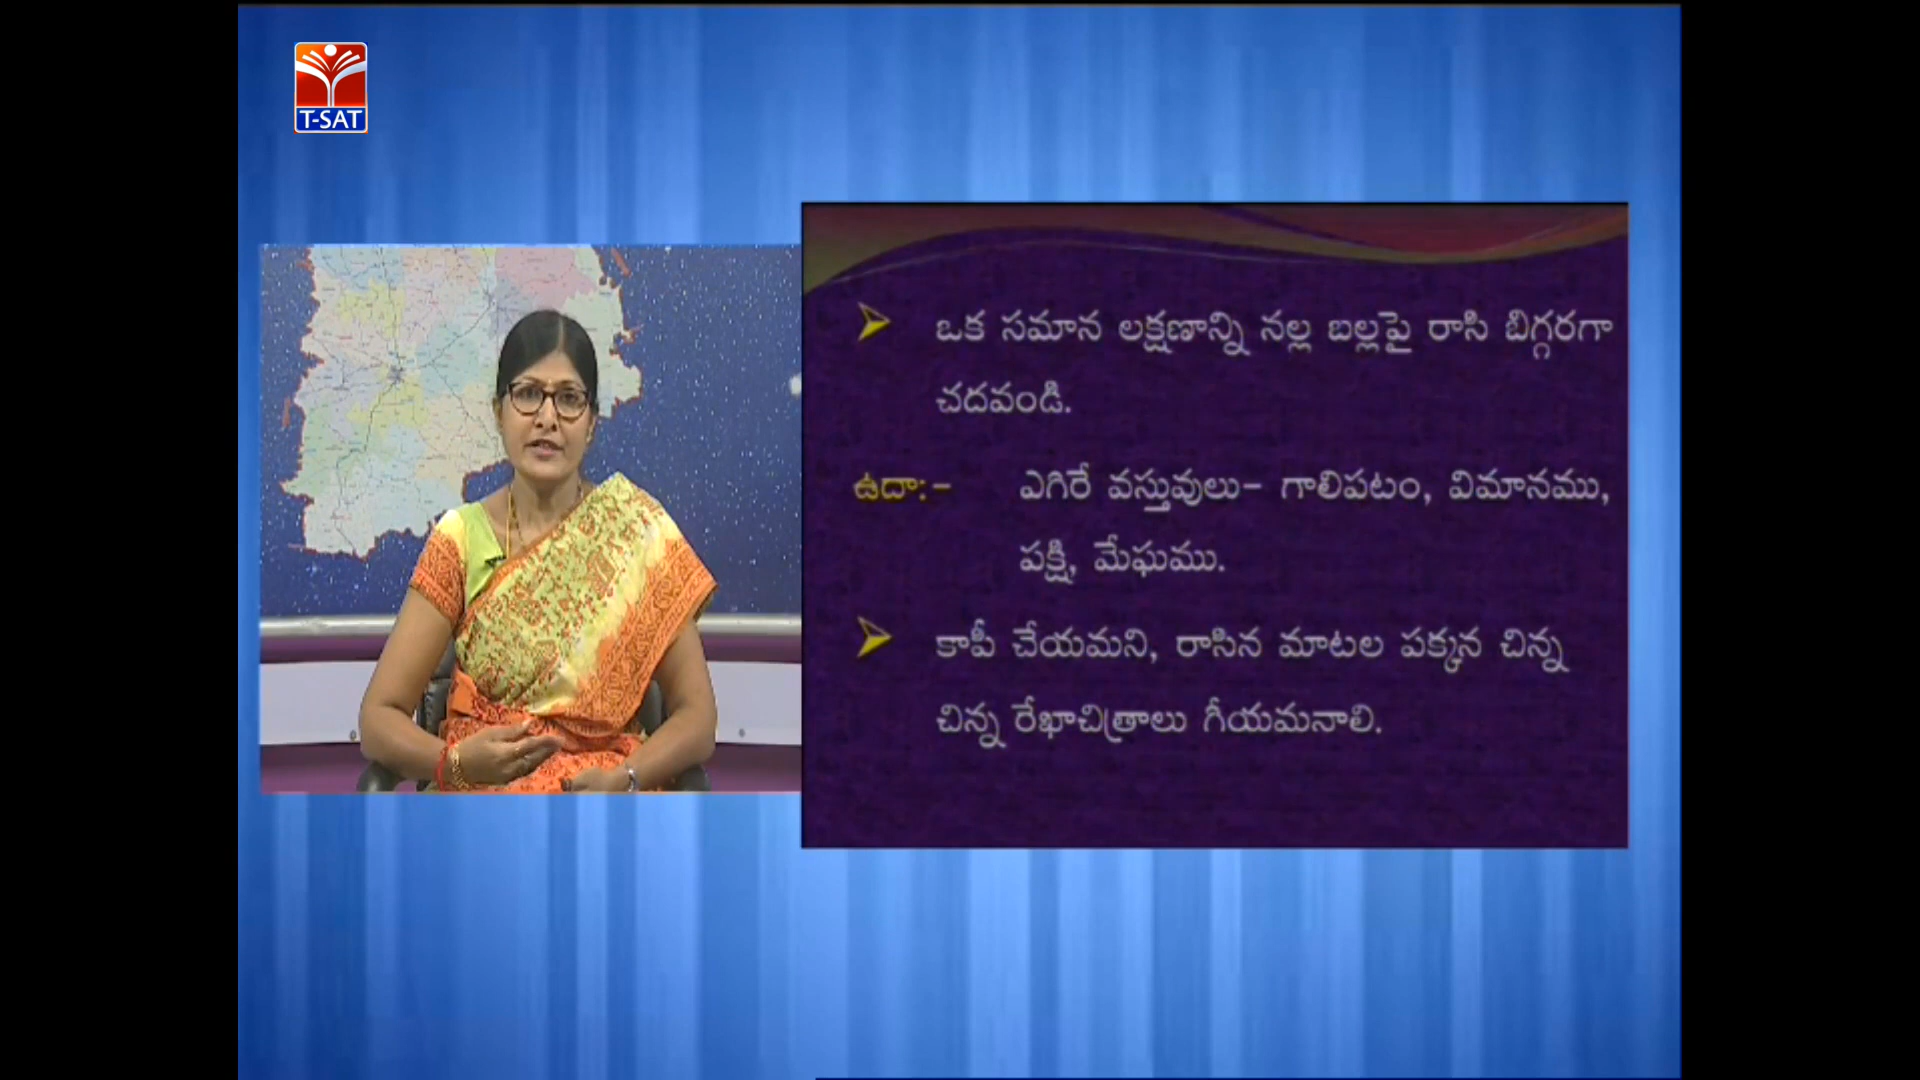 T-SAT
ఒక సమాన లక్షణాన్ని నల్ల బల్లపై రాసి బిగ్గరగా
చదవండి.
ఉదా:- ఎగిరే వస్తువులు- గాలిపటం, విమానము,
పక్షి, మేఘము.
కాపీ చేయమని, రాసిన మాటల పక్కన చిన్న
చిన్న రేఖాచిత్రాలు గీయమనాలి.